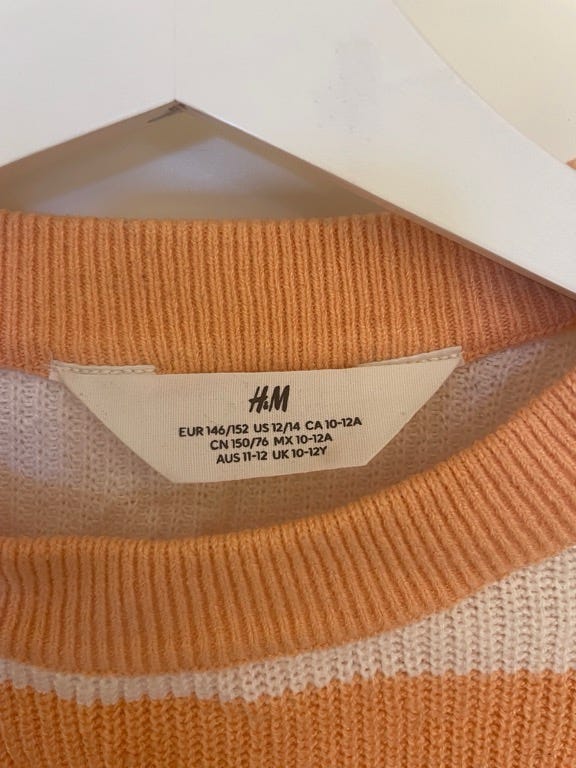 H&M
EUR 146/152 US 12/14 CA 10-12A
CN 150/76 MX 10-12A
AUS 11-12 UK 10-12Y